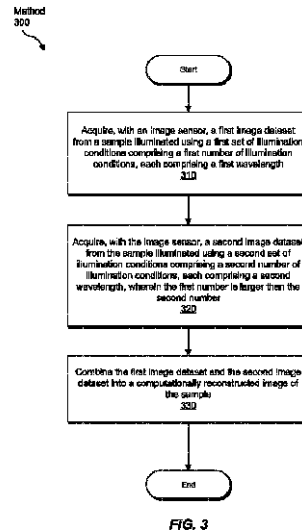 Method
300
Start
Acquire, with an image sensor, a first image dataset
from a sample illuminated using a first set of illumination
conditions comprising a first number of illumination
conditions, each comprising a first wavelength
310
Acquire, with the image sensor, a second image dataset
from the sample illuminated using a second set of
illumination conditions comprising a second number of
illumination conditions, each comprising a second
wavelength, wherein the first number is larger than the
second number
320
Combine the first image dataset and the second image
dataset into a computationally reconstructed image of
the sample
330
End
FIG. 3